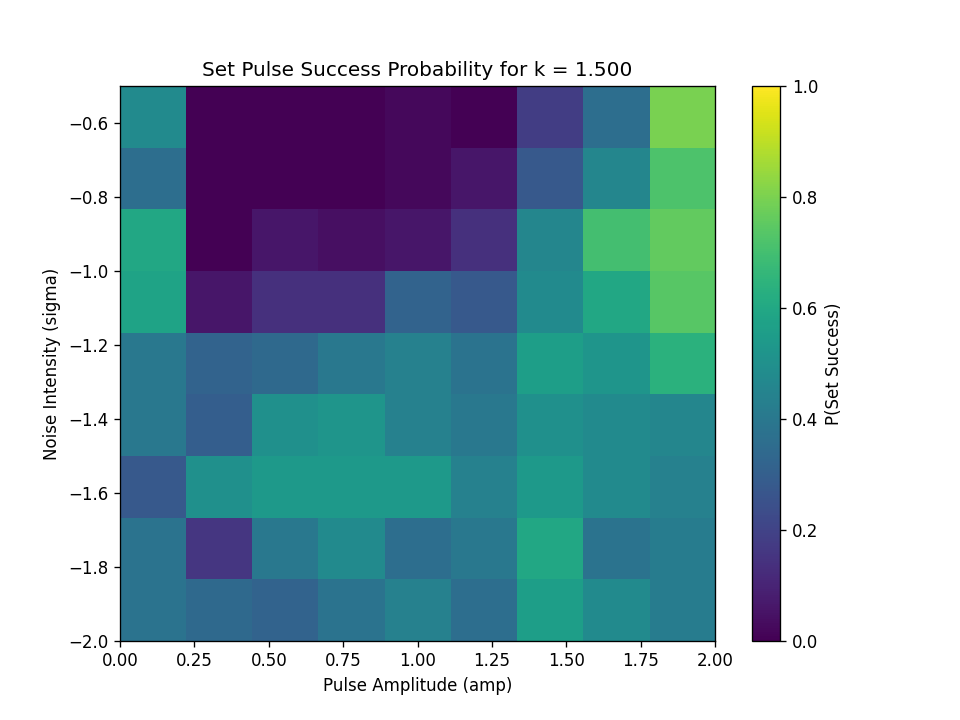 Set Pulse Success Probability for k = 1.500
Noise Intensity (sigma)
−0.6
−0.8
−1.0
−1.2
−1.4
−1.6
−1.8
−2.0
0.00 0.25 0.50 0.75 1.00 1.25 1.50 1.75 2.00
Pulse Amplitude (amp)
1.0
0.8
0.6
0.4
0.2
0.0
P(Set Success)